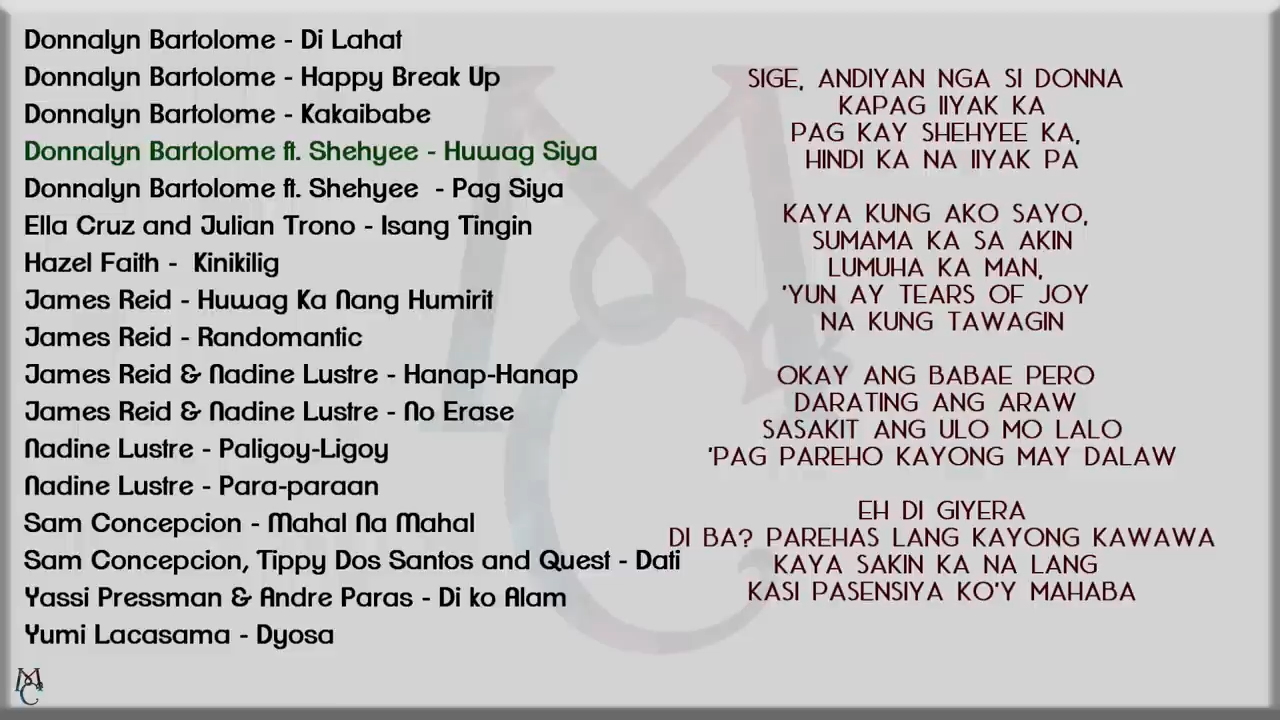 Donnalyn Bartolome - Di Lahat
Donnalyn Bartolome - Happy Break Up
Donnalyn Bartolome - Kakaibabe
Donnalyn Bartolome ft. Shehyee - Huwag Siya
Donnalyn Bartolome ft. Shehyee - Pag Siya
Ella Cruz and Julian Trono - Isang Tingin
Hazel Faith - Kinikilig
James Reid - Huwag Ka Nang Humirit
James Reid - Randomantic
James Reid & Nadine Lustre - Hanap-Hanap
James Reid & Nadine Lustre - No Erase
Nadine Lustre - Paligoy-Ligoy
Nadine Lustre - Para-paraan
Sam Concepcion - Mahal Na Mahal
Sam Concepcion, Tippy Dos Santos and Quest - Dati
Yassi Pressman & Andre Paras - Di ko Alam
Yumi Lacasama - Dyosa
SIGE, ANDIYAN NGA SI DONNA
KAPAG IIYAK KA
PAG KAY SHEHYEE KA,
HINDI KA NA IIYAK PA
KAYA KUNG AKO SAYO,
SUMAMA KA SA AKIN
LUMUHA KA MAN,
'YUN AY TEARS OF JOY
NA KUNG TAWAGIN
OKAY ANG BABAE PERO
DARATING ANG ARAW
SASAKIT ANG ULO MO LALO
'PAG PAREHO KAYONG MAY DALAW
EH DI GIYERA
DI BA? PAREHAS LANG KAYONG KAWAWA
KAYA SAKIN KA NA LANG
KASI PASENSIYA KO'Y MAHABA